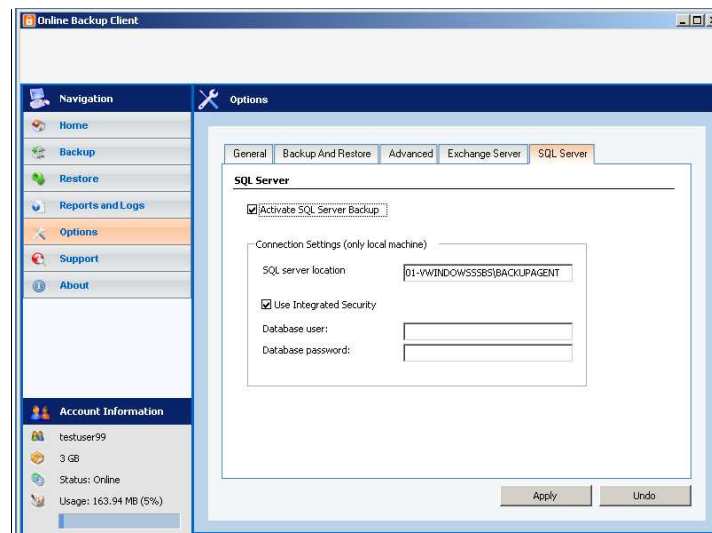 Online Backup Client
Navigation
Home
Backup
Restore
Reports and Logs
Options
Support
About
Account Information
testuser99
3 GB
Status: Online
Usage: 163.94 MB (5%)
Options
General Backup And Restore Advanced Exchange Server SQL Server
SQL Server
Activate SQL Server Backup
Connection Settings (only local machine)
SQL server location 01-VWINDOWSSSBS\BACKUPAGENT
Use Integrated Security
Database user:
Database password:
Apply Undo